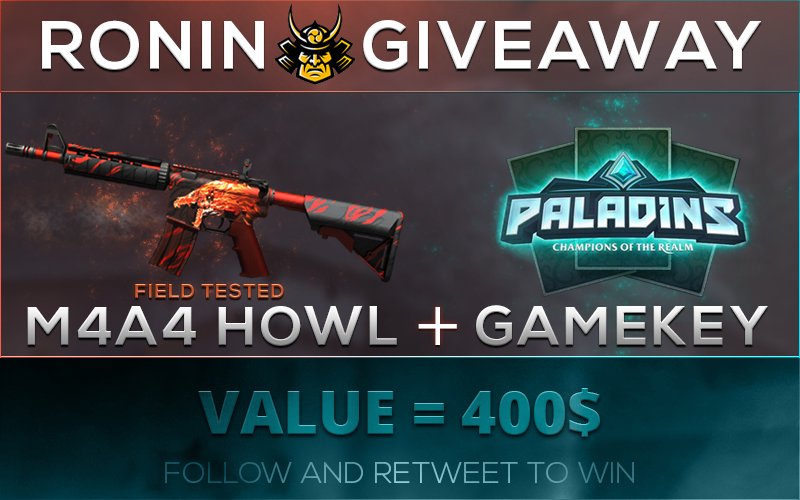 RONIN GIVEAWAY
PALADINS
CHAMPIONS OF THE REALM
FIELD TESTED
M4A4 HOWL + GAMEKEY
VALUE = 400$
FOLLOW AND RETWEET TO WIN